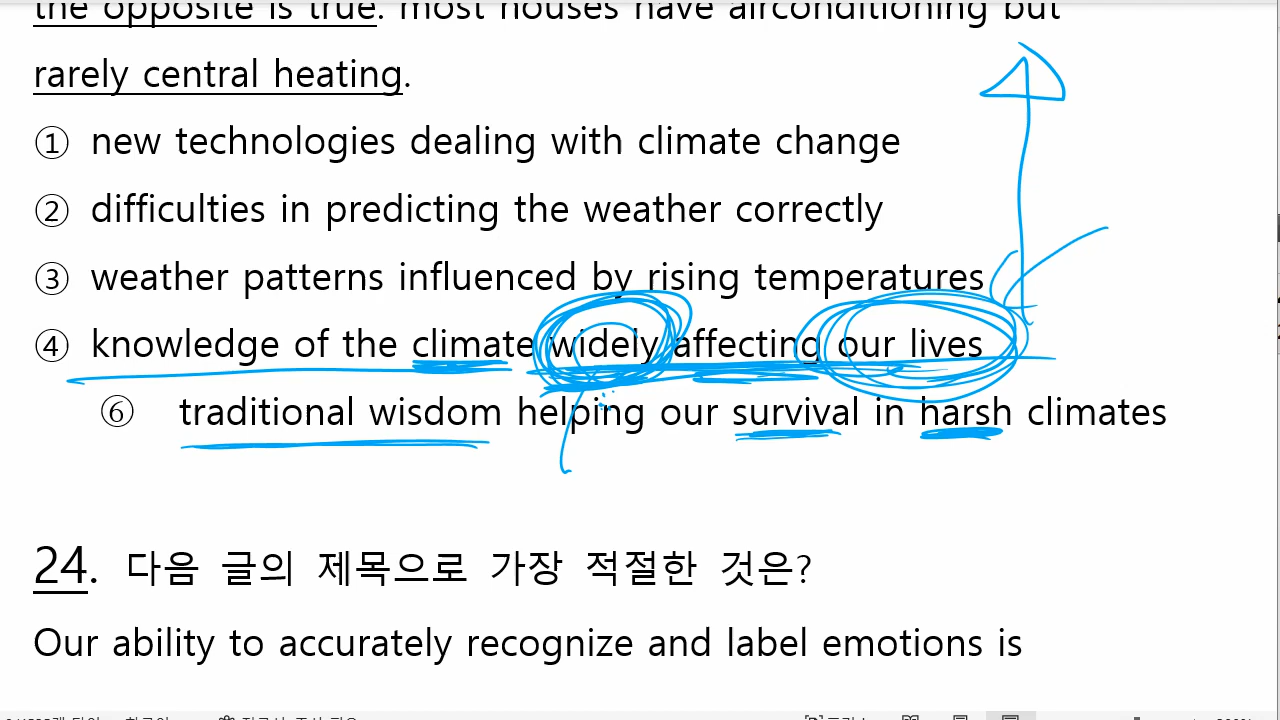 the opposite is true. most houses have airconditioning but
rarely central heating.
① new technologies dealing with climate change
② difficulties in predicting the weather correctly
③ weather patterns influenced by rising temperatures
④ knowledge of the climate widely affecting our lives
⑥ traditional wisdom helping our survival in harsh climates
24. 다음 글의 제목으로 가장 적절한 것은?
Our ability to accurately recognize and label emotions is